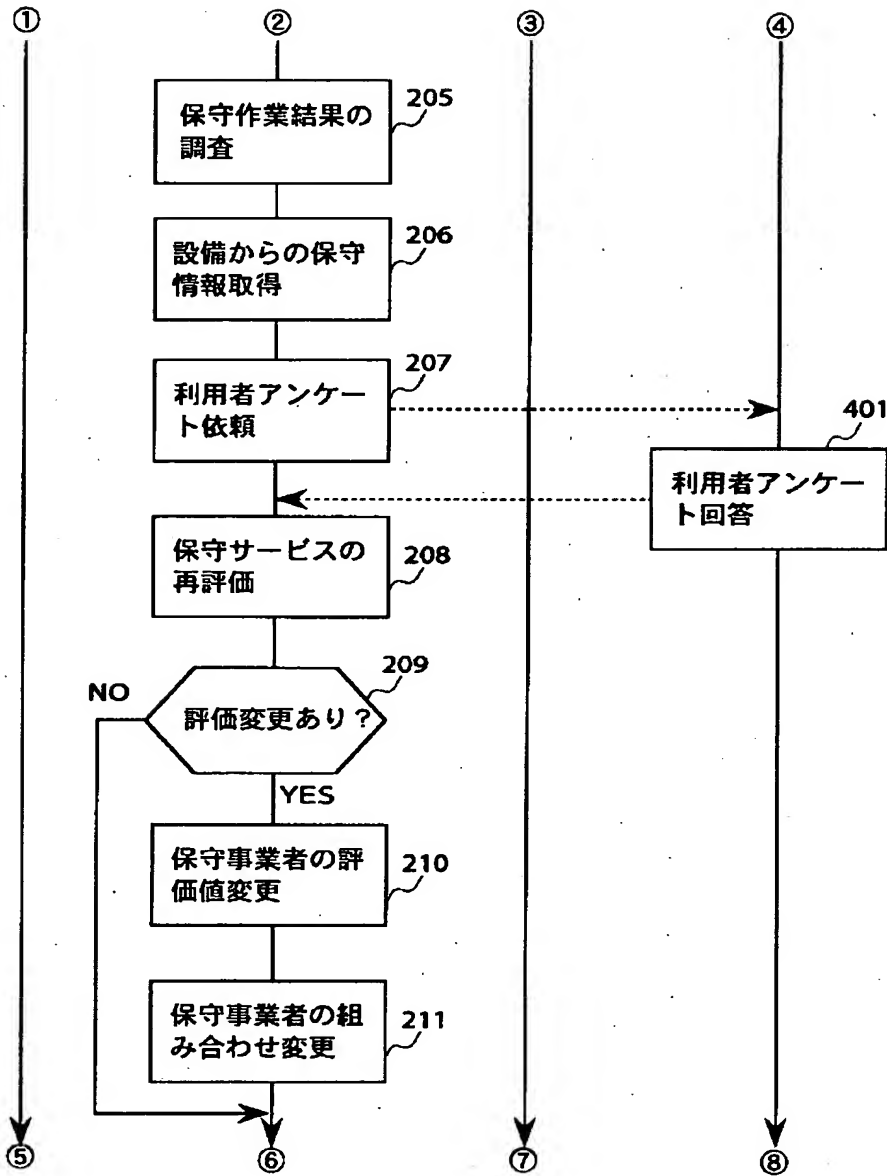 ① ② ③ ④
205
保守作業結果の
調査
206
設備からの保守
情報取得
207
利用者アンケー
ト依頼
401
利用者アンケー
ト回答
208
保守サービスの
再評価
209
NO
評価変更あり？
YES
保守事業者の評
価値変更
210
保守事業者の組
み合わせ変更
211
⑤ ⑥ ⑦ ⑧